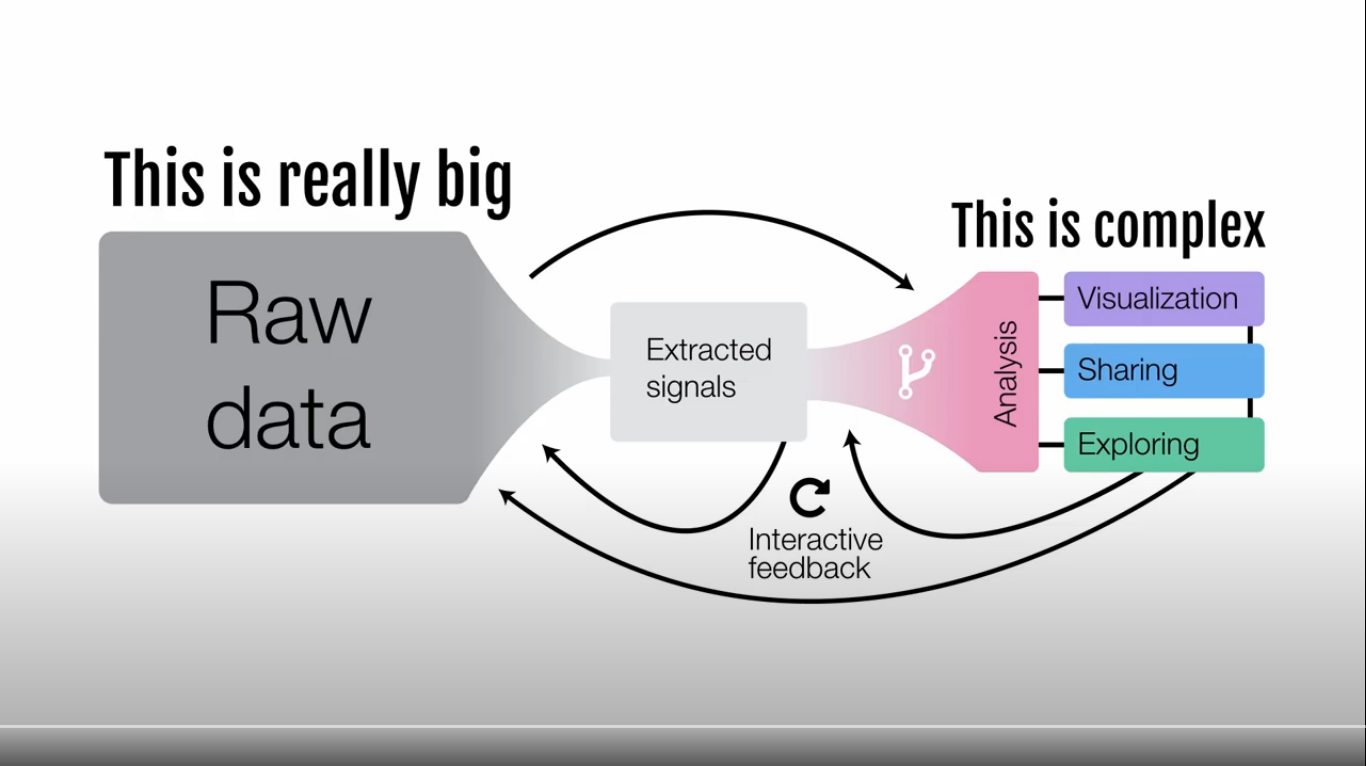 This is really big
This is complex
Raw
data
Extracted
signals
Analysis
Visualization
Sharing
Exploring
Interactive
feedback